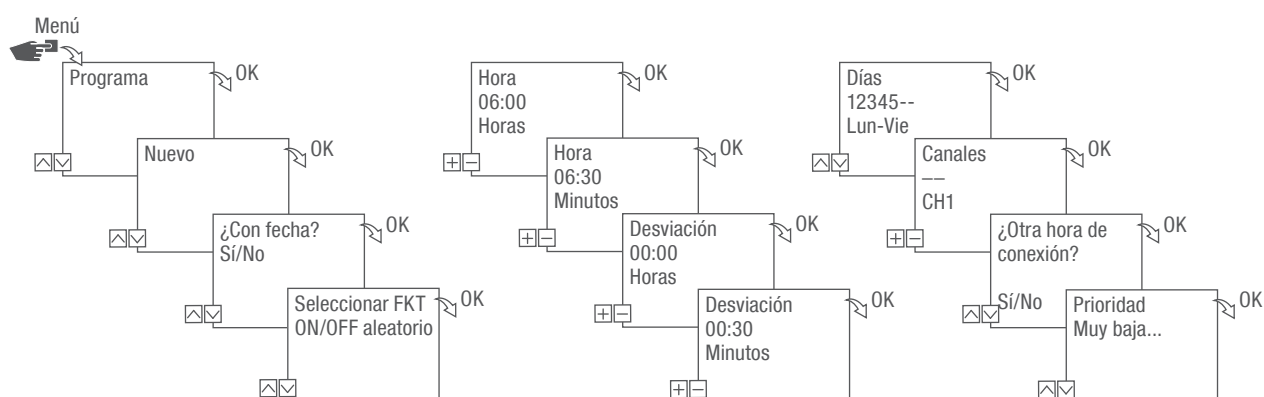 Menú
Programa
OK
Nuevo
OK
¿Con fecha?
Sí/No
OK
Seleccionar FKT
ON/OFF aleatorio
OK
Hora
06:00
Horas
OK
Hora
06:30
Minutos
OK
Desviación
00:00
Horas
OK
Desviación
00:30
Minutos
OK
Días
12345--
Lun-Vie
OK
Canales
––
CH1
OK
¿Otra hora de
conexión?
Sí/No
OK
Prioridad
Muy baja...
OK